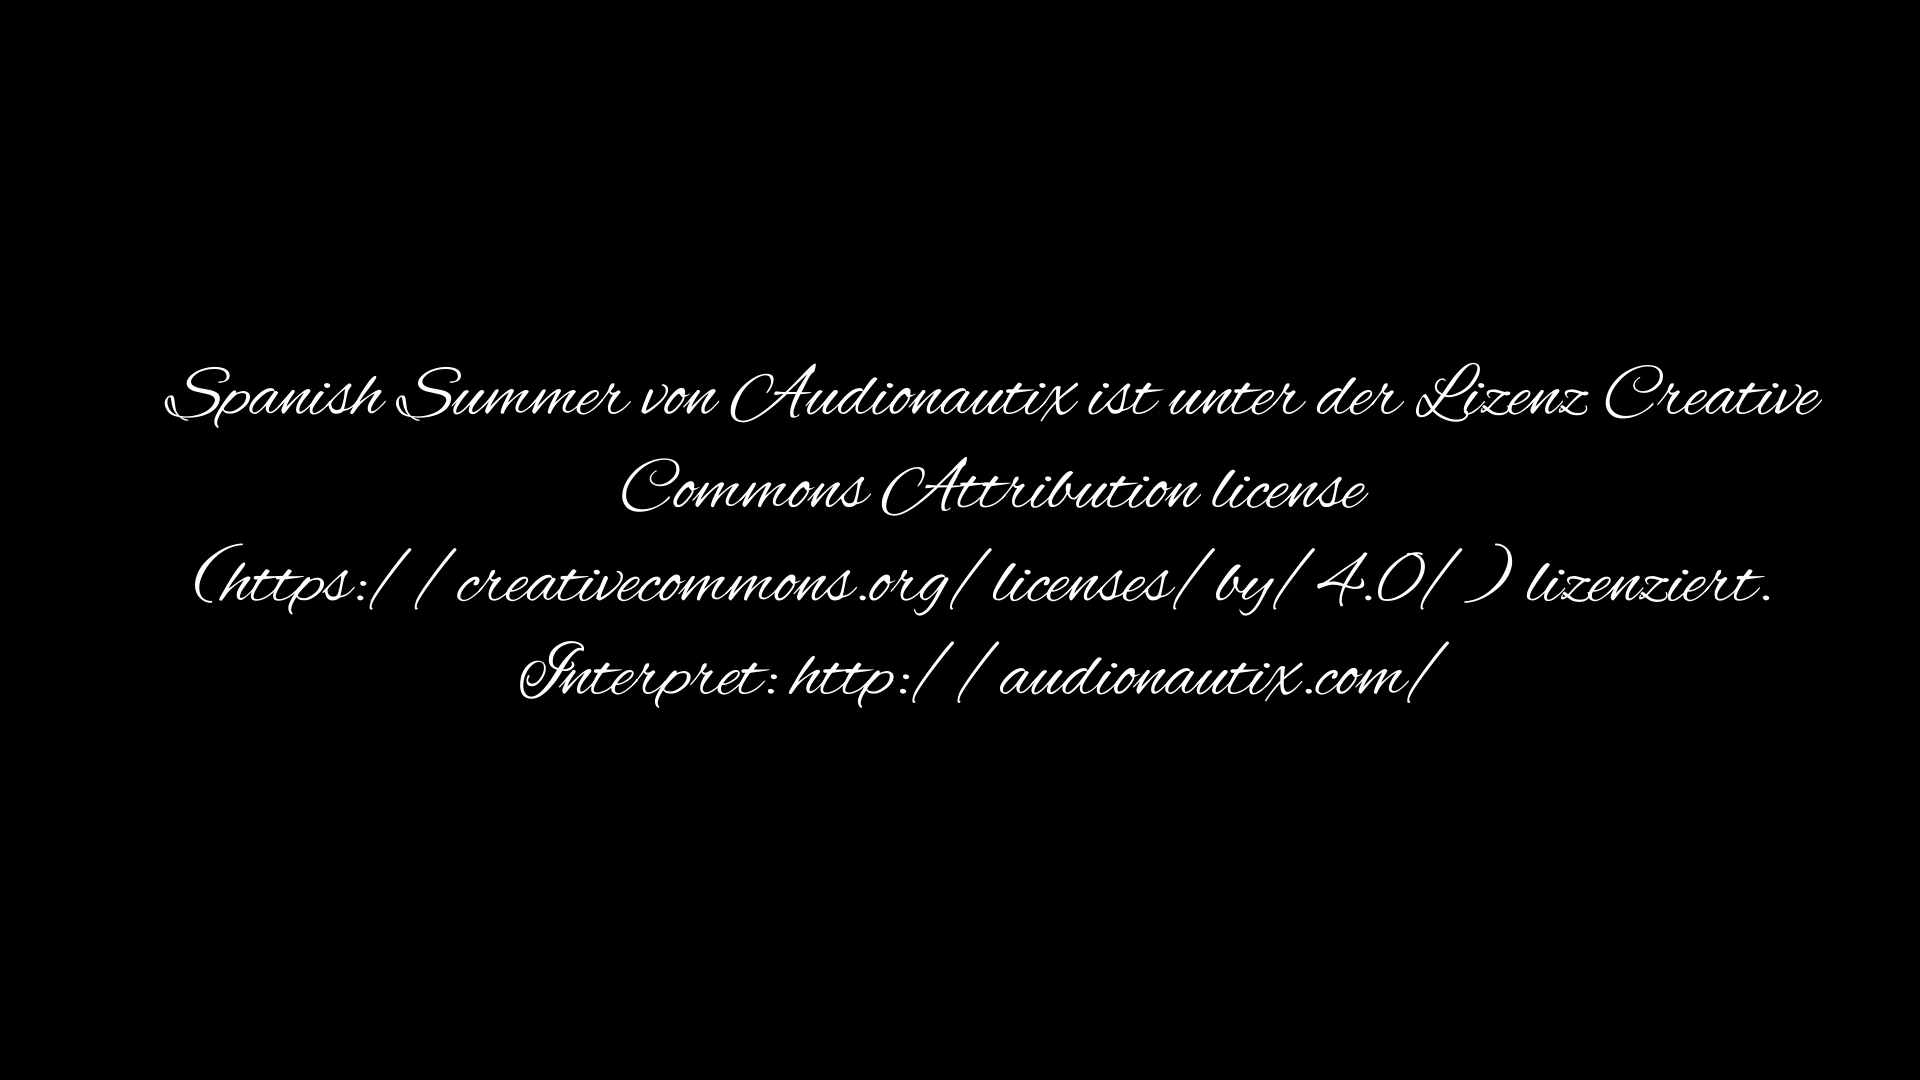 Spanish Summer von Audionautix ist unter der Lizenz Creative
Commons Attribution license
(https://creativecommons.org/licenses/by/4.0/) lizenziert.
Interpret: http://audionautix.com/